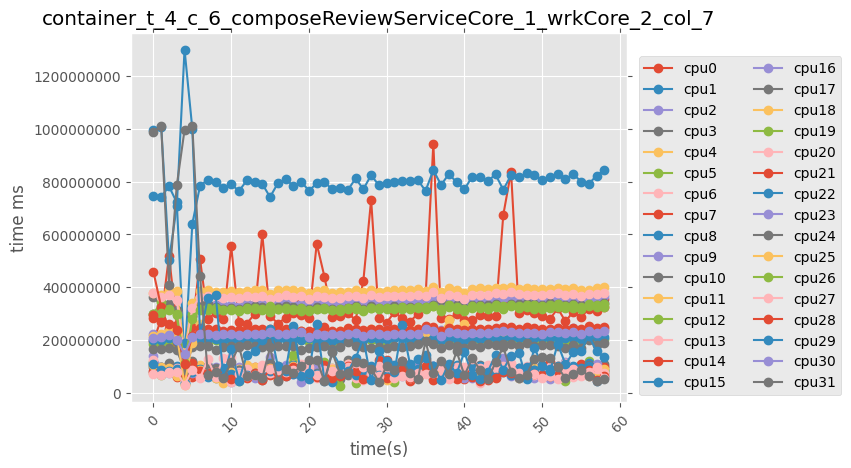 container_t_4_c_6_composeReviewServiceCore_1_wrkCore_2_col_7
1200000000
1000000000
800000000
600000000
400000000
200000000
0
time ms
0
10
20
30
40
50
60
time(s)
cpu0
cpu1
cpu2
cpu3
cpu4
cpu5
cpu6
cpu7
cpu8
cpu9
cpu10
cpu11
cpu12
cpu13
cpu14
cpu15
cpu16
cpu17
cpu18
cpu19
cpu20
cpu21
cpu22
cpu23
cpu24
cpu25
cpu26
cpu27
cpu28
cpu29
cpu30
cpu31